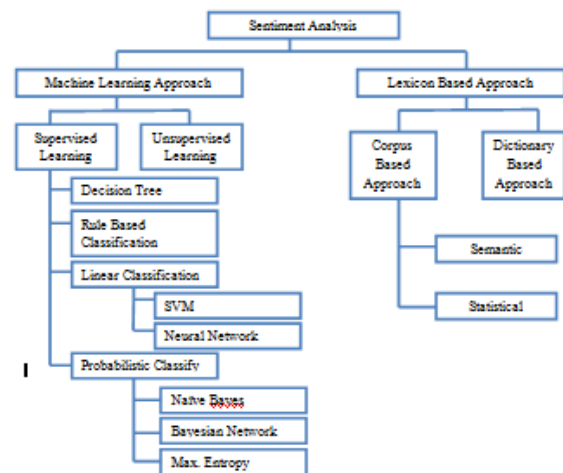 Sentiment Analysis
Machine Learning Approach
Lexicon Based Approach
Supervised
Learning
Unsupervised
Learning
Corpus
Based
Approach
Dictionary
Based
Approach
Decision Tree
Rule Based
Classification
Linear Classification
SVM
Neural Network
Probabilistic Classify
Naïve Bayes
Bayesian Network
Max. Entropy
Semantic
Statistical